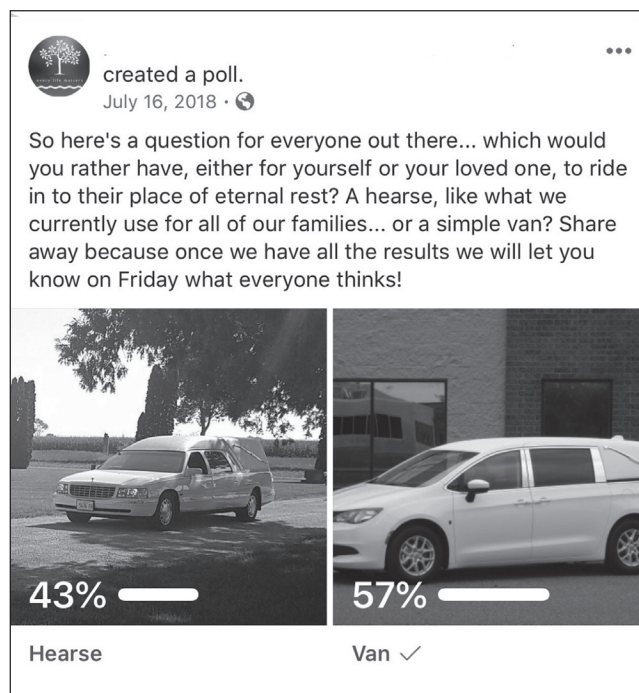 every life matters
created a poll.
July 16, 2018 ·
So here's a question for everyone out there... which would
you rather have, either for yourself or your loved one, to ride
in to their place of eternal rest? A hearse, like what we
currently use for all of our families... or a simple van? Share
away because once we have all the results we will let you
know on Friday what everyone thinks!
43%
57%
Hearse
Van ✓